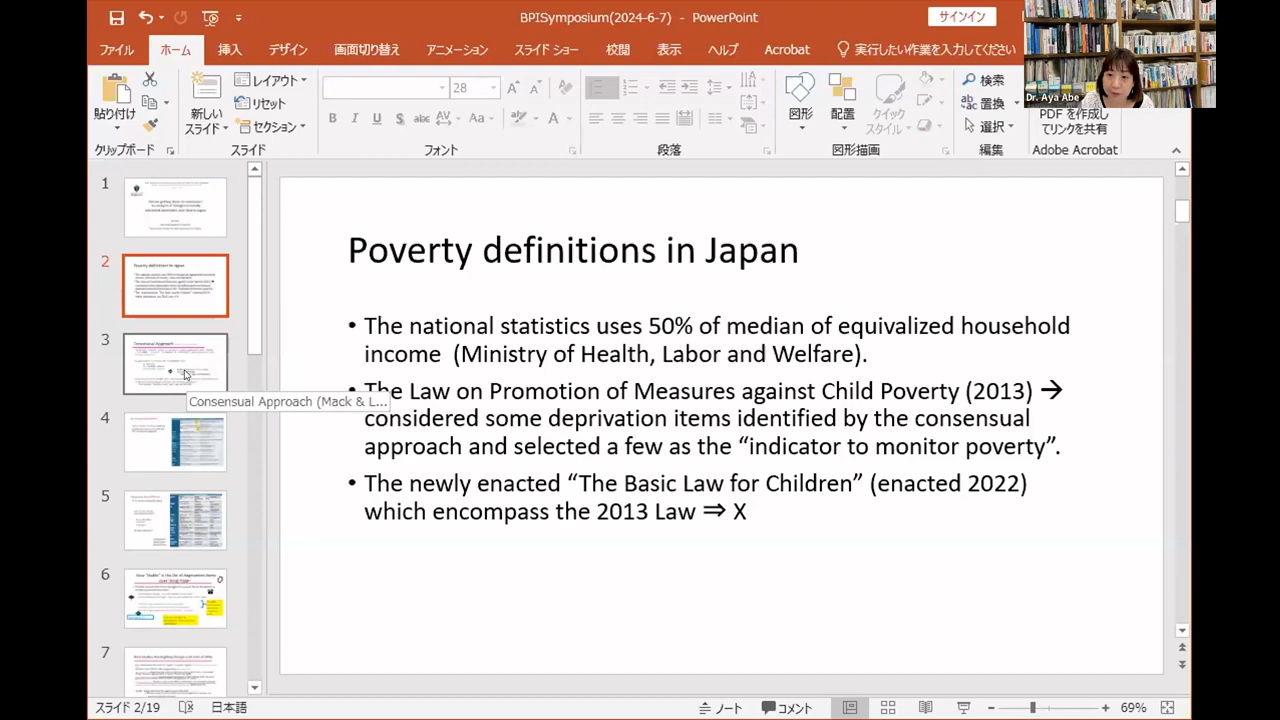 BPISymposium(2024-6-7) - PowerPoint
サインイン
ファイル ホーム 挿入 デザイン 画面切り替え アニメーション スライド ショー 校閲 表示 ヘルプ Acrobat 実行したい作業を入力してください
Dr. Aya Abe
貼り付け
新しい
スライド
レイアウト
リセット
セクション
28
図形
配置
クイック
スタイル
検索
置換
選択
PDF を作成し
てリンクを共有
クリップボード スライド フォント 段落 図形描画 編集 Adobe Acrobat
1
2
3
4
5
6
7
Poverty definitions in Japan
Consensual Approach (Mack & L...
Poverty definitions in Japan
• The national statistics uses 50% of median of equivalized household
income (Ministry of Health, Labor and Welfare).
• The Law on Promotion of Measures against Child Poverty (2013) →
considered some deprivation items identified by the consensual
approach and selected a few as the “indicator to monitor poverty”.
• The newly enacted “The Basic Law for Children” (enacted 2022)
which encompass the 2013 Law ⇒ X
スライド 2/19 日本語 ノート コメント 69%